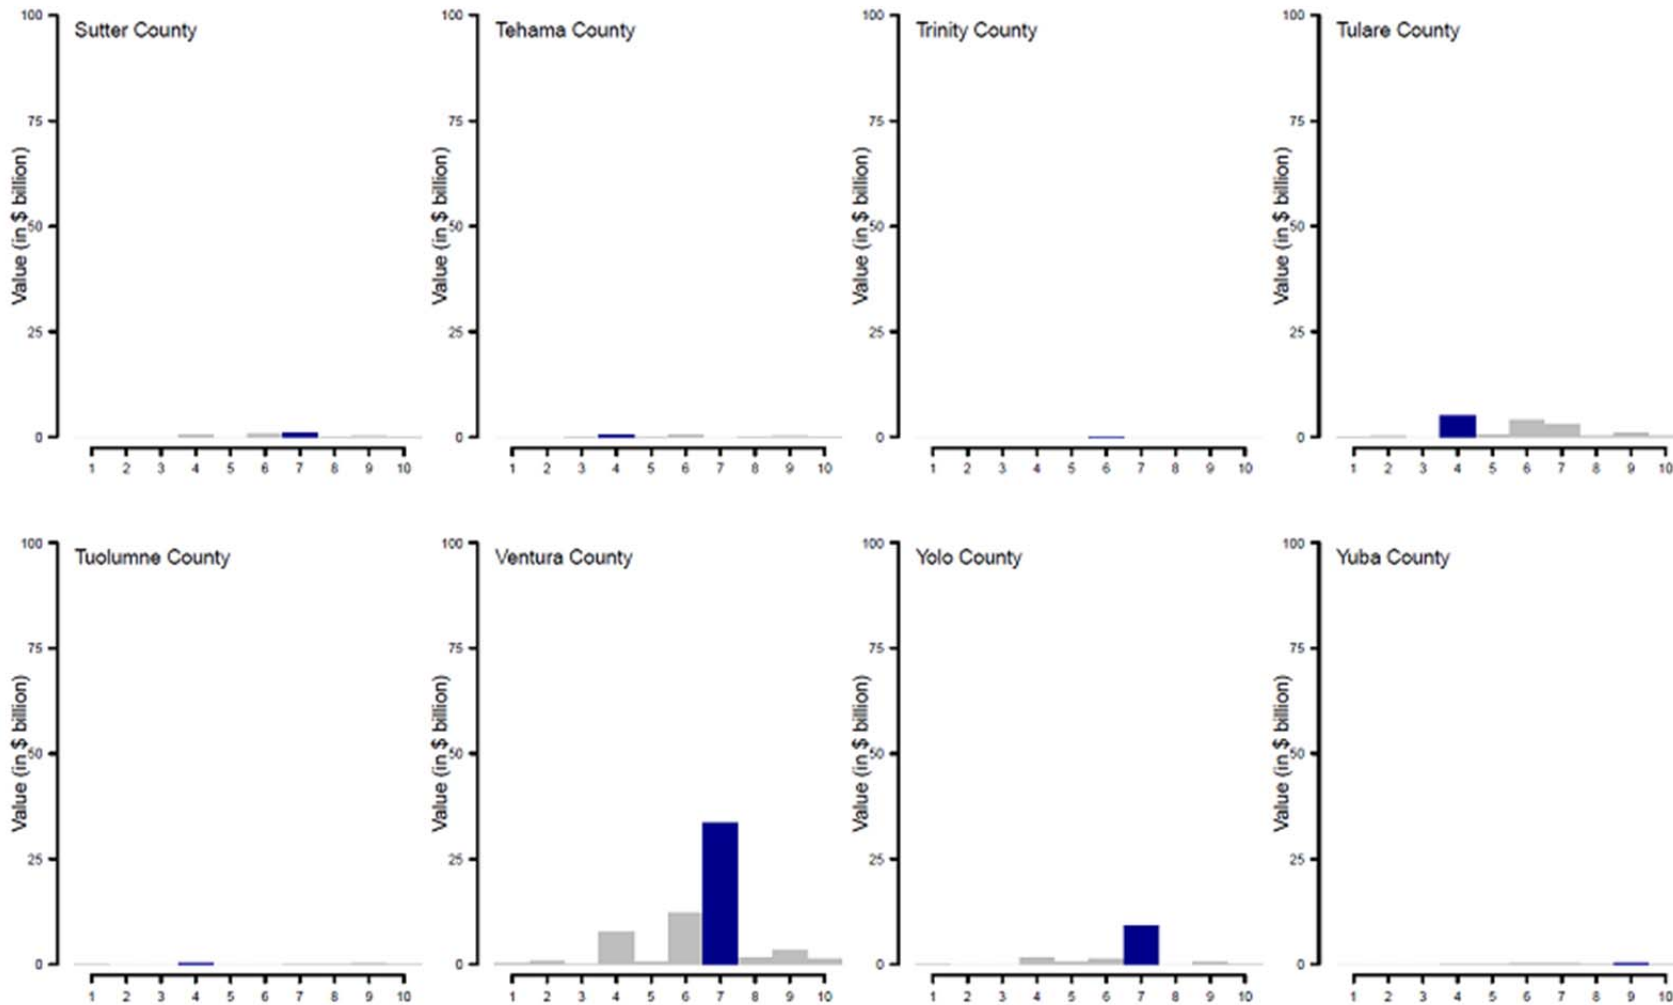 Sutter County
Value (in $ billion)
100
75
50
25
0
1 2 3 4 5 6 7 8 9 10
Tehama County
Value (in $ billion)
100
75
50
25
0
1 2 3 4 5 6 7 8 9 10
Trinity County
Value (in $ billion)
100
75
50
25
0
1 2 3 4 5 6 7 8 9 10
Tulare County
Value (in $ billion)
100
75
50
25
0
1 2 3 4 5 6 7 8 9 10
Tuolumne County
Value (in $ billion)
100
75
50
25
0
1 2 3 4 5 6 7 8 9 10
Ventura County
Value (in $ billion)
100
75
50
25
0
1 2 3 4 5 6 7 8 9 10
Yolo County
Value (in $ billion)
100
75
50
25
0
1 2 3 4 5 6 7 8 9 10
Yuba County
Value (in $ billion)
100
75
50
25
0
1 2 3 4 5 6 7 8 9 10